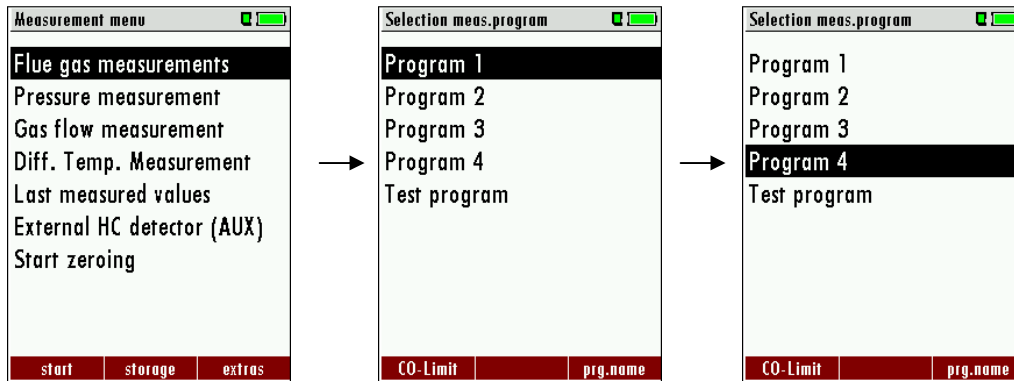 Measurement menu
Flue gas measurements
Pressure measurement
Gas flow measurement
Diff. Temp. Measurement
Last measured values
External HC detector (AUX)
Start zeroing
start storage extras
Selection meas.program
Program 1
Program 2
Program 3
Program 4
Test program
CO-Limit prg.name
Selection meas.program
Program 1
Program 2
Program 3
Program 4
Test program
CO-Limit prg.name